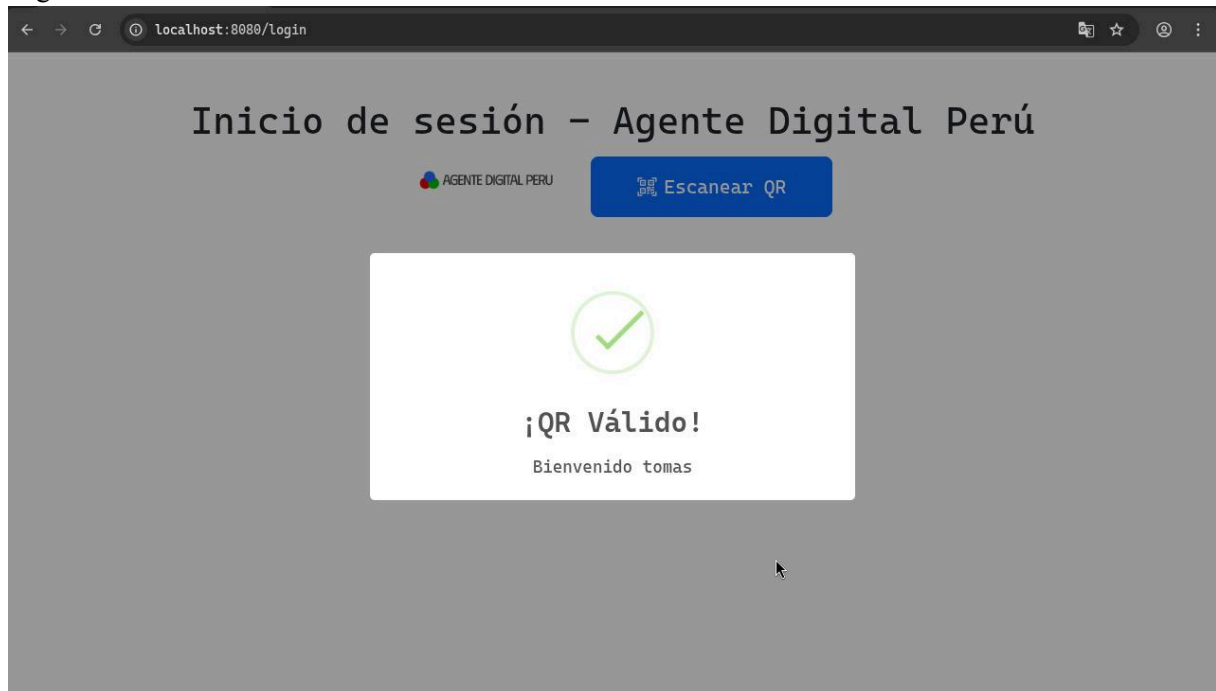 localhost:8080/login
Inicio de sesión – Agente Digital Perú
AGENTE DIGITAL PERU
Escanear QR
¡QR Válido!
Bienvenido tomas